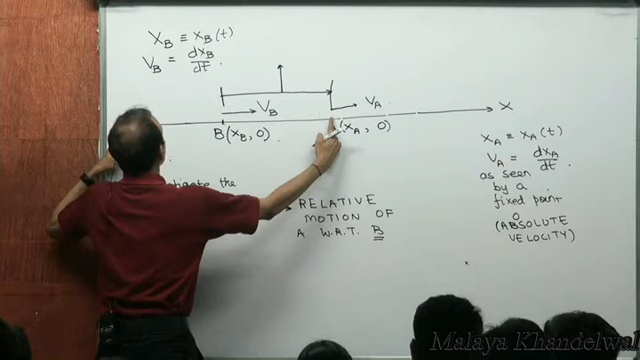 X_B ≡ X_B(t)
V_B = dx_B/dt
V_B
V_A
B(X_B, 0)
(X_A, 0)
X
the
RELATIVE
MOTION OF
A W.R.T. B
X_A ≡ X_A(t)
V_A = dx_A/dt
as seen
by a
fixed point
O
(ABSOLUTE
VELOCITY)
Malaya Khandelwal